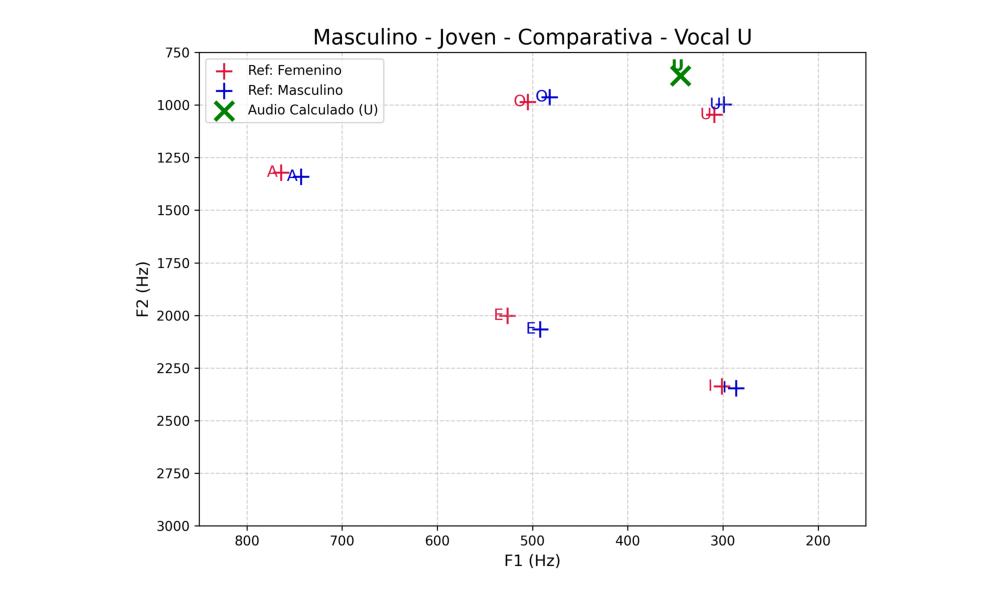 Masculino - Joven - Comparativa - Vocal U
Ref: Femenino
Ref: Masculino
Audio Calculado (U)
U
O
O
U
U
A
A
E
E
I
I
750
1000
1250
1500
1750
2000
2250
2500
2750
3000
F2 (Hz)
800 700 600 500 400 300 200
F1 (Hz)